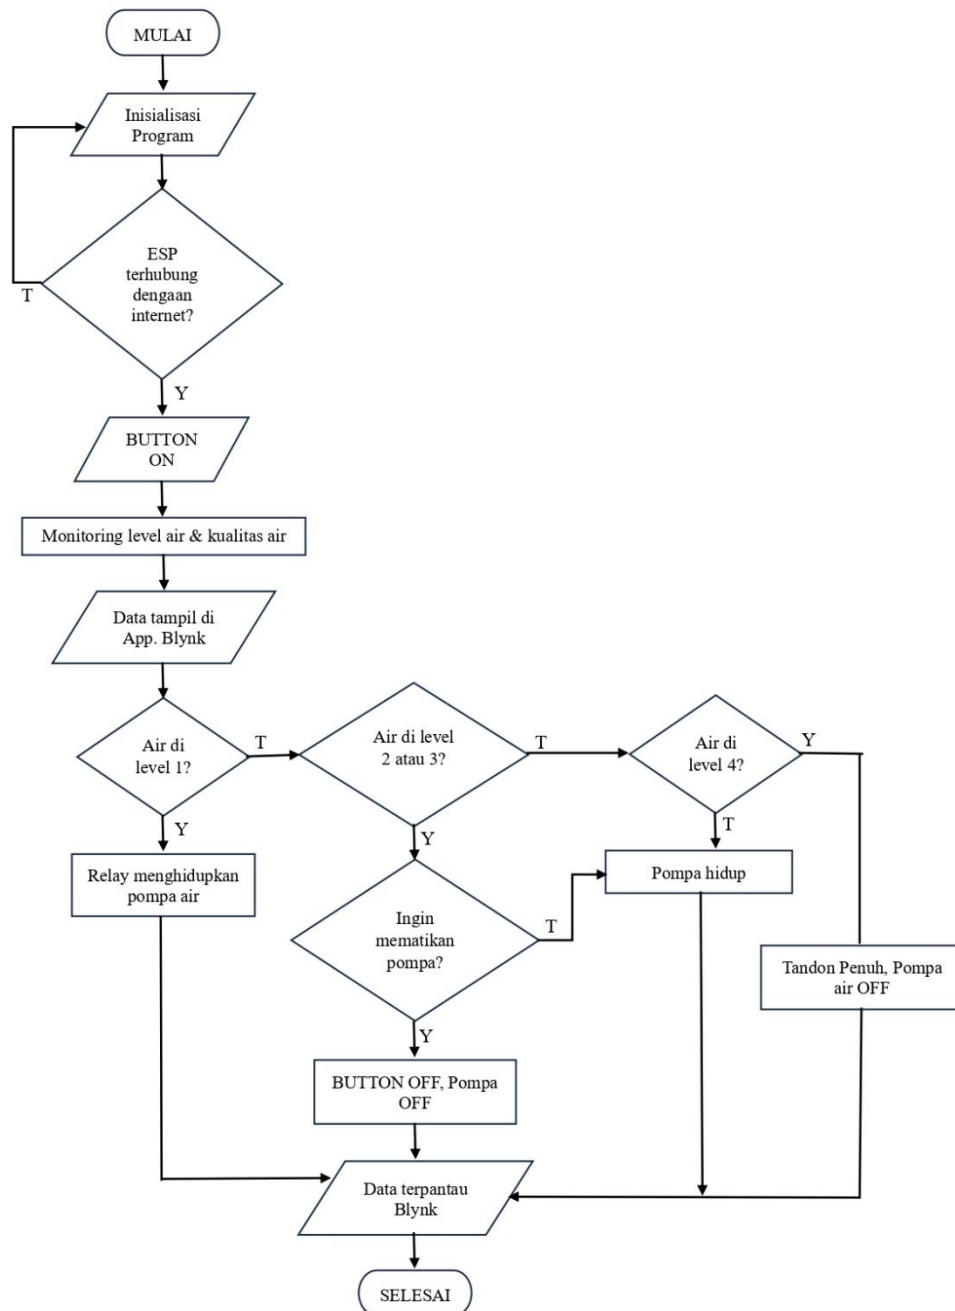 MULAI
Inisialisasi
Program
ESP
terhubung
dengaan
internet?
T
Y
BUTTON
ON
Monitoring level air & kualitas air
Data tampil di
App. Blynk
Air di
level 1?
T
Y
Air di level
2 atau 3?
T
Y
Air di
level 4?
Y
T
Relay menghidupkan
pompa air
Ingin
mematikan
pompa?
T
Y
Pompa hidup
Tandon Penuh, Pompa
air OFF
BUTTON OFF, Pompa
OFF
Data terpantau
Blynk
SELESAI